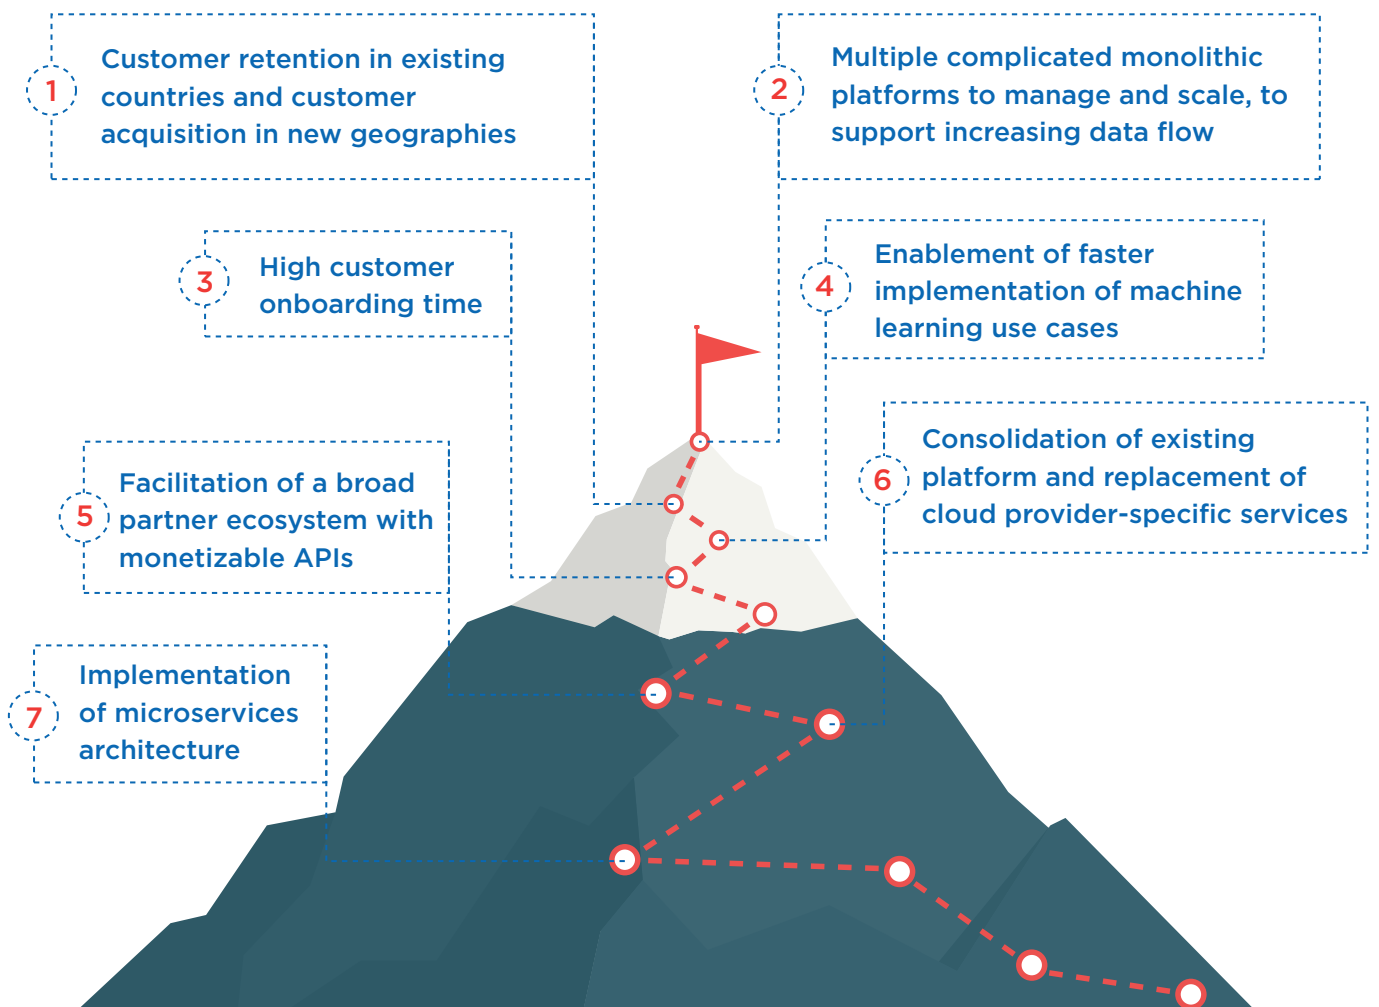 1
Customer retention in existing
countries and customer
acquisition in new geographies
2
Multiple complicated monolithic
platforms to manage and scale, to
support increasing data flow
3
High customer
onboarding time
4
Enablement of faster
implementation of machine
learning use cases
5
Facilitation of a broad
partner ecosystem with
monetizable APIs
6
Consolidation of existing
platform and replacement of
cloud provider-specific services
7
Implementation
of microservices
architecture